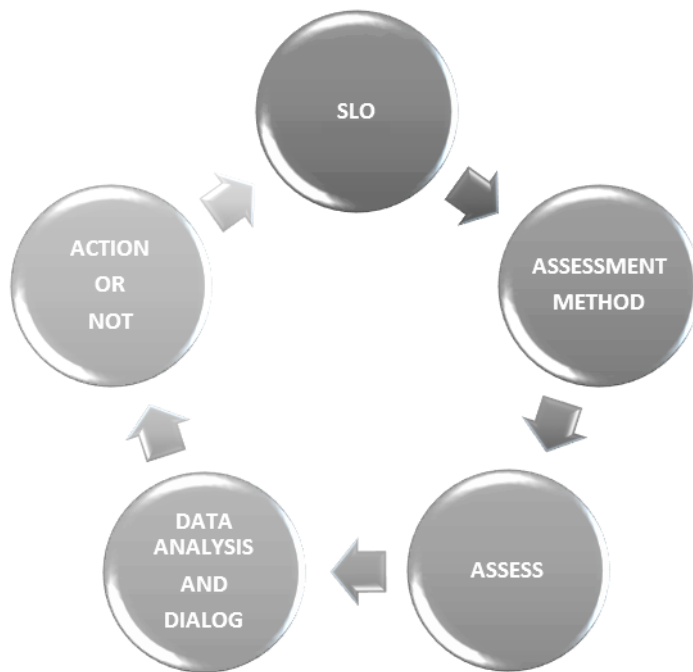 SLO
ASSESSMENT
METHOD
ASSESS
DATA
ANALYSIS
AND
DIALOG
ACTION
OR
NOT